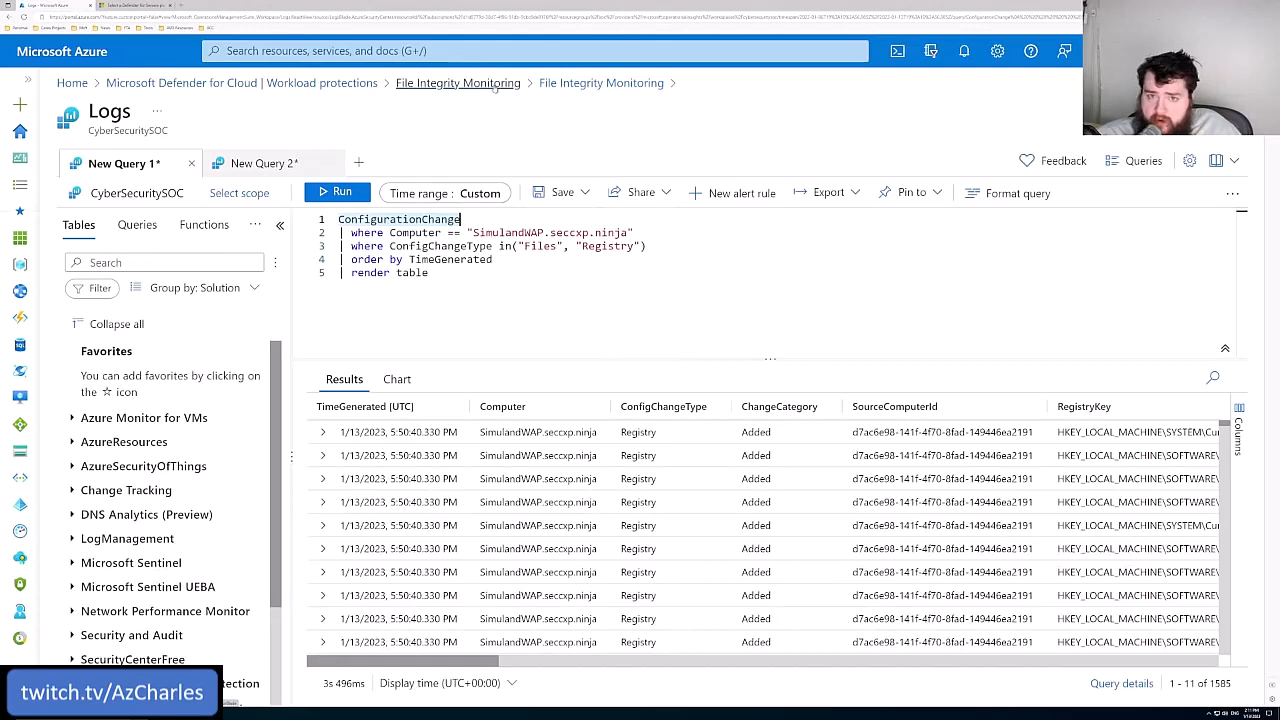 Microsoft Azure
Search resources, services, and docs (G+/)
Home > Microsoft Defender for Cloud | Workload protections > File Integrity Monitoring > File Integrity Monitoring >
Logs ...
CyberSecuritySOC
New Query 1*
New Query 2*
Feedback
Queries
CyberSecuritySOC
Select scope
Run
Time range : Custom
Save
Share
New alert rule
Export
Pin to
Format query
Tables
Queries
Functions
Search
Filter
Group by: Solution
Collapse all
Favorites
You can add favorites by clicking on
the ☆ icon
Azure Monitor for VMs
AzureResources
AzureSecurityOfThings
Change Tracking
DNS Analytics (Preview)
LogManagement
Microsoft Sentinel
Microsoft Sentinel UEBA
Network Performance Monitor
Security and Audit
SecurityCenterFree
1 ConfigurationChange
2 | where Computer == "SimulandWAP.seccxp.ninja"
3 | where ConfigChangeType in("Files", "Registry")
4 | order by TimeGenerated
5 | render table
Results
Chart
TimeGenerated [UTC] Computer ConfigChangeType ChangeCategory SourceComputerId RegistryKey
1/13/2023, 5:50:40.330 PM SimulandWAP.seccxp.ninja Registry Added d7ac6e98-141f-4f70-8fad-149446ea2191 HKEY_LOCAL_MACHINE\SYSTEM\Cu
1/13/2023, 5:50:40.330 PM SimulandWAP.seccxp.ninja Registry Added d7ac6e98-141f-4f70-8fad-149446ea2191 HKEY_LOCAL_MACHINE\SOFTWARE\
1/13/2023, 5:50:40.330 PM SimulandWAP.seccxp.ninja Registry Added d7ac6e98-141f-4f70-8fad-149446ea2191 HKEY_LOCAL_MACHINE\SOFTWARE\
1/13/2023, 5:50:40.330 PM SimulandWAP.seccxp.ninja Registry Added d7ac6e98-141f-4f70-8fad-149446ea2191 HKEY_LOCAL_MACHINE\SOFTWARE\
1/13/2023, 5:50:40.330 PM SimulandWAP.seccxp.ninja Registry Added d7ac6e98-141f-4f70-8fad-149446ea2191 HKEY_LOCAL_MACHINE\SYSTEM\Cu
1/13/2023, 5:50:40.330 PM SimulandWAP.seccxp.ninja Registry Added d7ac6e98-141f-4f70-8fad-149446ea2191 HKEY_LOCAL_MACHINE\SOFTWARE\
1/13/2023, 5:50:40.330 PM SimulandWAP.seccxp.ninja Registry Added d7ac6e98-141f-4f70-8fad-149446ea2191 HKEY_LOCAL_MACHINE\SOFTWARE\
1/13/2023, 5:50:40.330 PM SimulandWAP.seccxp.ninja Registry Added d7ac6e98-141f-4f70-8fad-149446ea2191 HKEY_LOCAL_MACHINE\SOFTWARE\
1/13/2023, 5:50:40.330 PM SimulandWAP.seccxp.ninja Registry Added d7ac6e98-141f-4f70-8fad-149446ea2191 HKEY_LOCAL_MACHINE\SOFTWARE\
1/13/2023, 5:50:40.330 PM SimulandWAP.seccxp.ninja Registry Added d7ac6e98-141f-4f70-8fad-149446ea2191 HKEY_LOCAL_MACHINE\SOFTWARE\
Columns
3s 496ms
Display time (UTC+00:00)
Query details
1 - 11 of 1585
twitch.tv/AzCharles